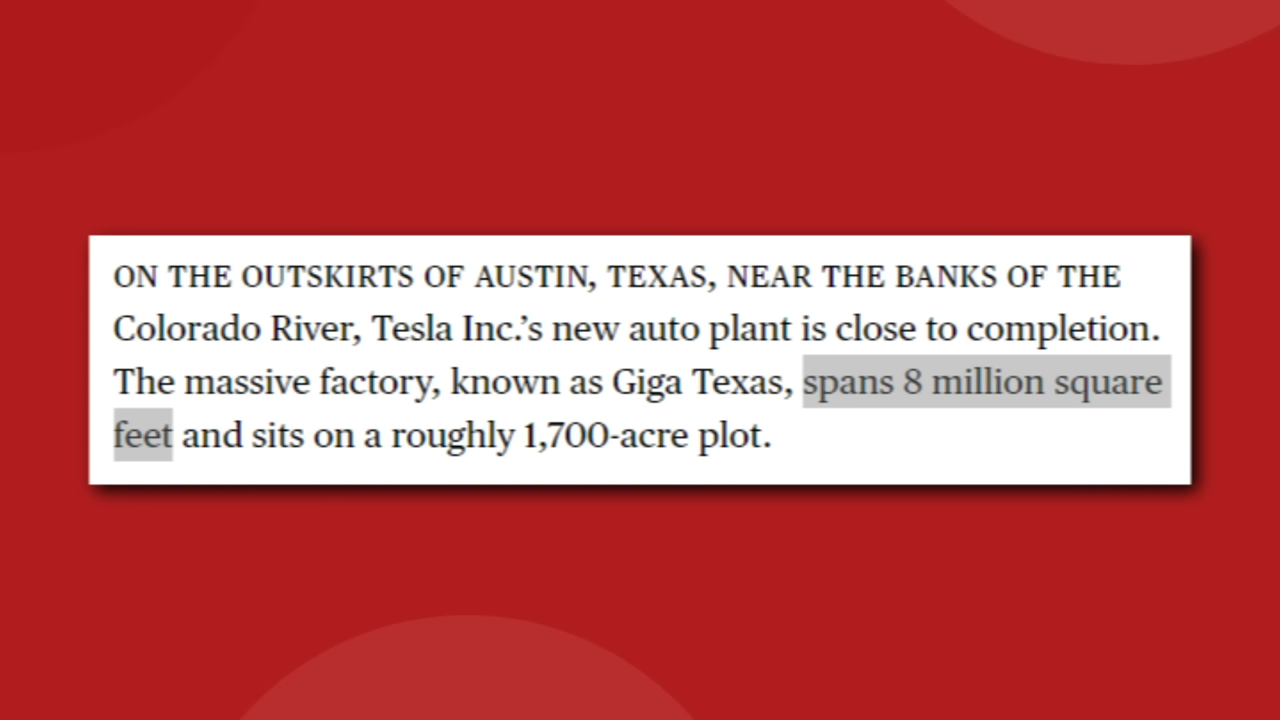 ON THE OUTSKIRTS OF AUSTIN, TEXAS, NEAR THE BANKS OF THE
Colorado River, Tesla Inc.’s new auto plant is close to completion.
The massive factory, known as Giga Texas, spans 8 million square
feet and sits on a roughly 1,700-acre plot.